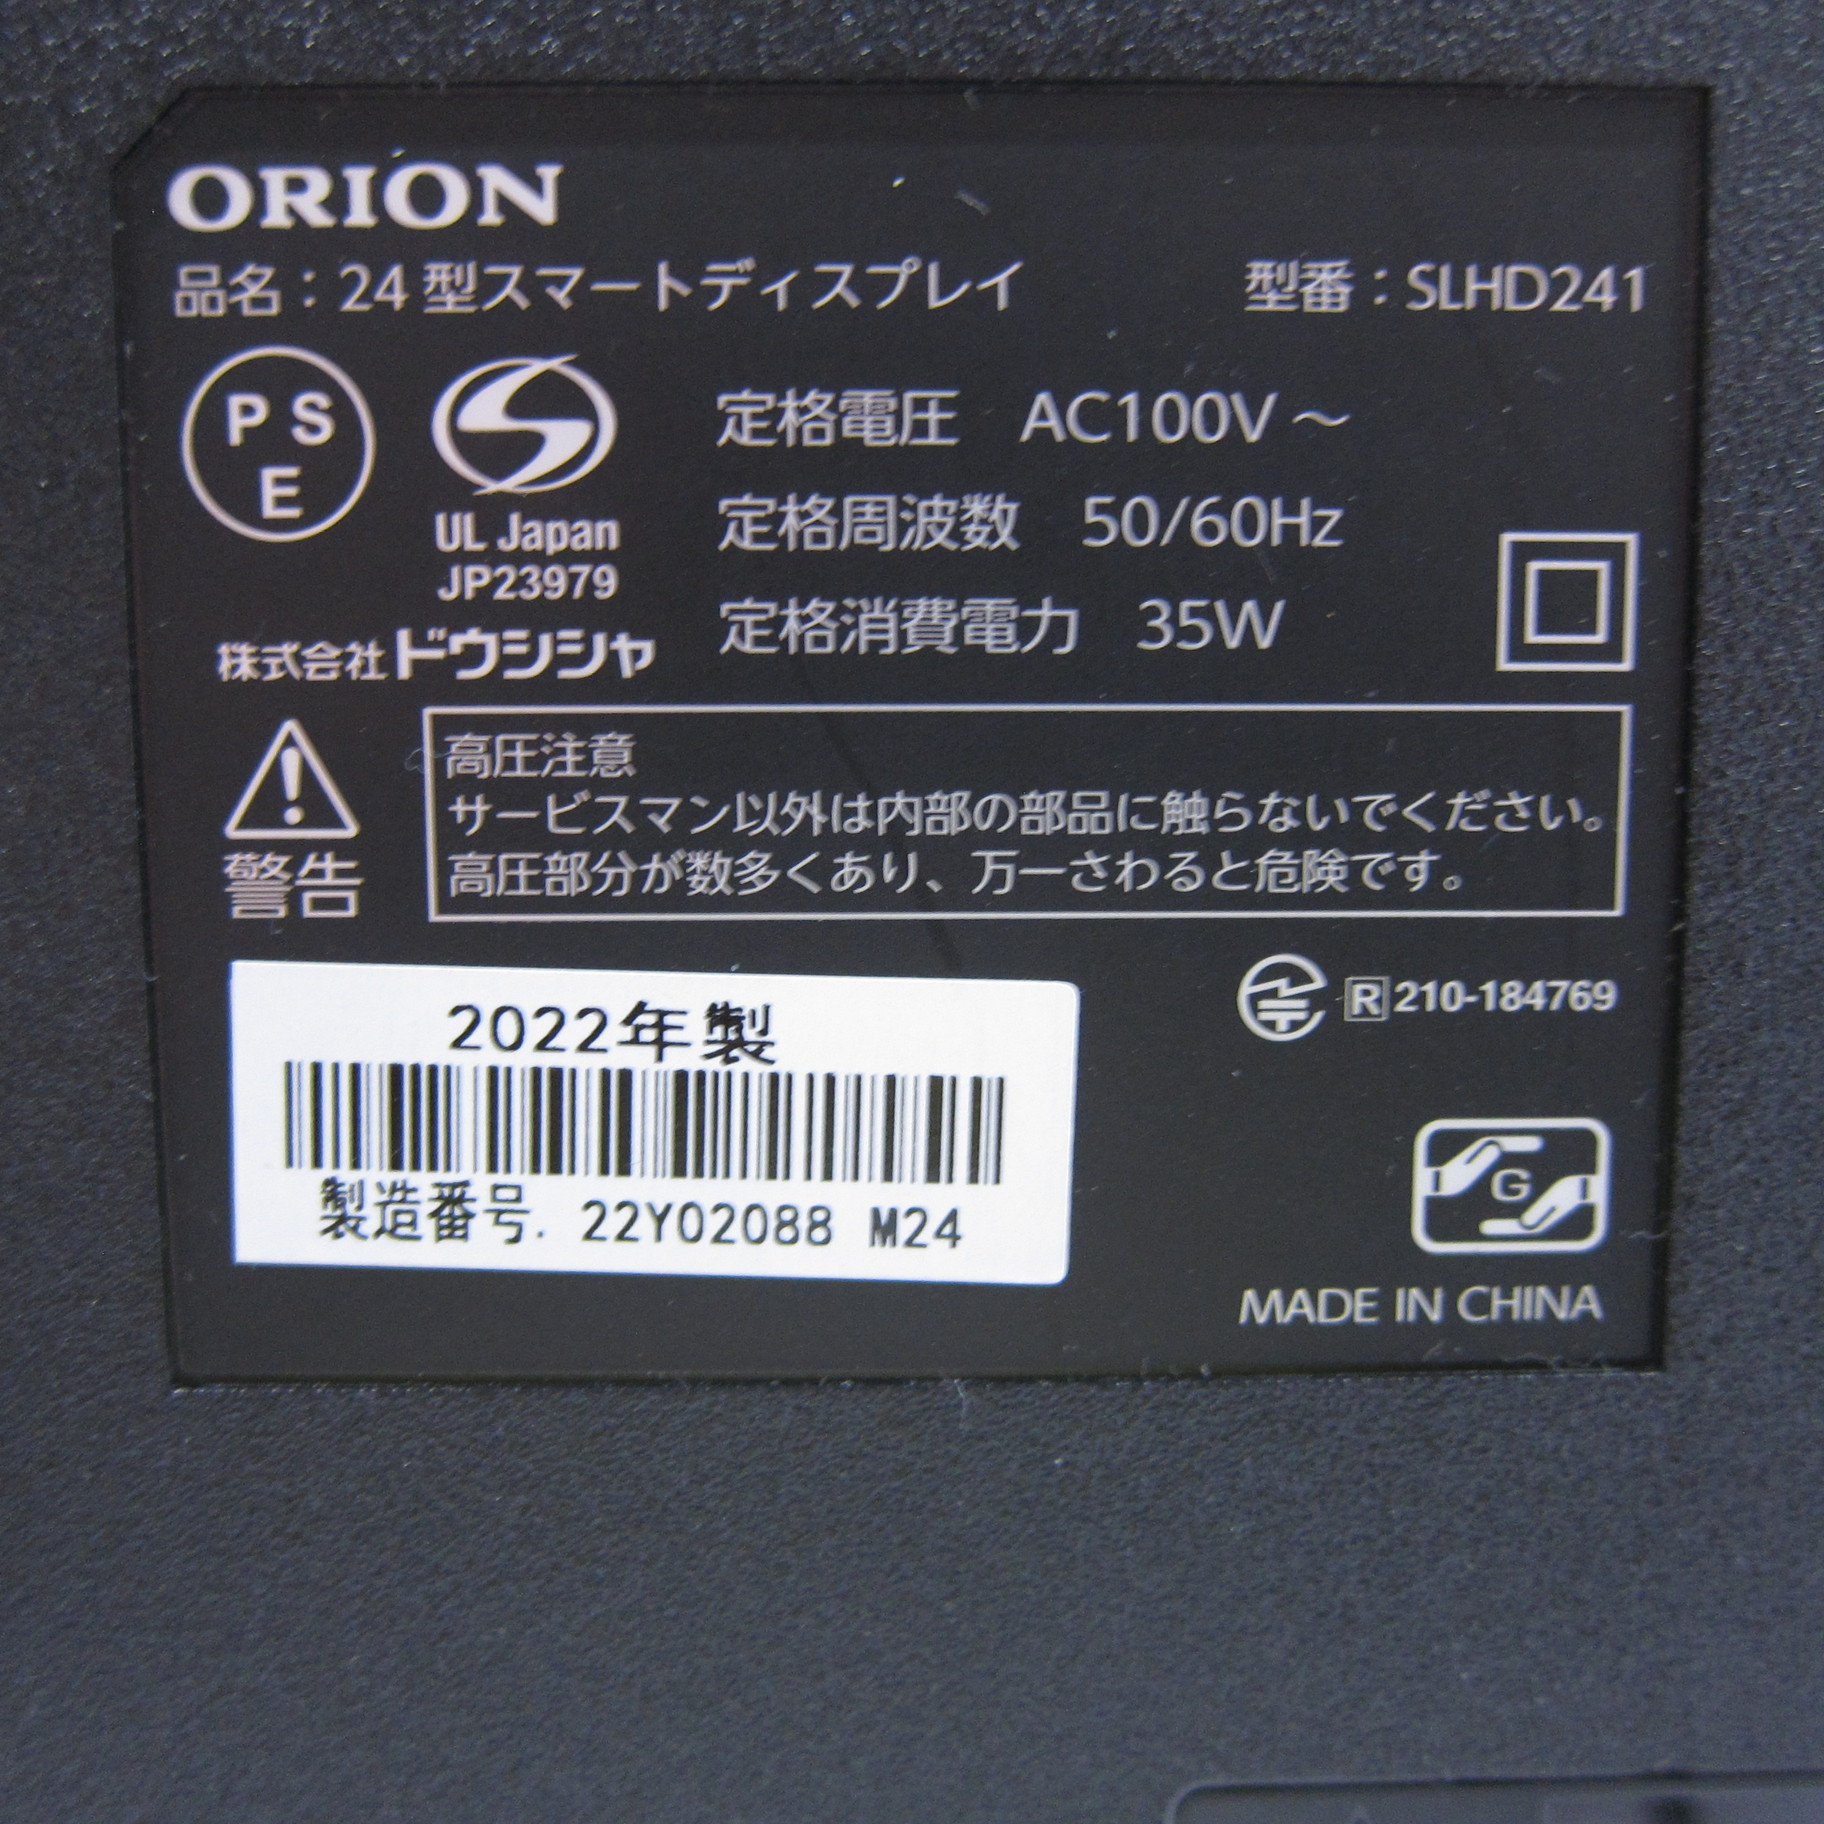 ORION
品名：24型スマートディスプレイ 型番：SLHD241
PS
E
UL Japan
JP23979
株式会社ドウシシャ
定格電圧 AC100V～
定格周波数 50/60Hz
定格消費電力 35W
警告
高圧注意
サービスマン以外は内部の部品に触らないでください。
高圧部分が数多くあり、万一さわると危険です。
2022年製
製造番号. 22Y02088 M24
R 210-184769
G
MADE IN CHINA